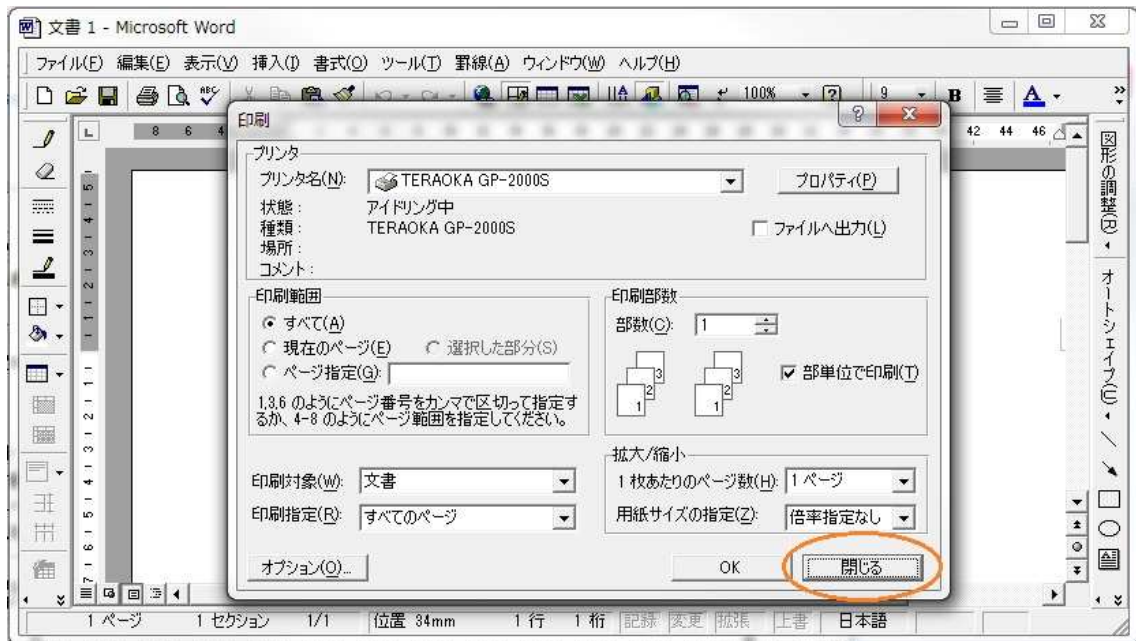 文書 1 - Microsoft Word
ファイル(F) 編集(E) 表示(V) 挿入(I) 書式(O) ツール(T) 罫線(A) ウィンドウ(W) ヘルプ(H)
100% 9 B A
印刷
8 6 4 42 44 46
プリンタ
プリンタ名(N): TERAOKA GP-2000S プロパティ(P)
状態: アイドリング中
種類: TERAOKA GP-2000S ファイルへ出力(L)
場所:
コメント:
印刷範囲
すべて(A)
現在のページ(E) 選択した部分(S)
ページ指定(G):
1,3,6 のようにページ番号をカンマで区切って指定す
るか、4-8 のようにページ範囲を指定してください。
印刷部数
部数(C): 1
部単位で印刷(T)
3 3
2 2
1 1
印刷対象(W): 文書
印刷指定(R): すべてのページ
拡大/縮小
1 枚あたりのページ数(H): 1 ページ
用紙サイズの指定(Z): 倍率指定なし
オプション(O)... OK 閉じる
図形の調整(R)
オートシェイプ(U)
1 ページ 1 セクション 1/1 位置 34mm 1 行 1 桁 記録 変更 拡張 上書 日本語